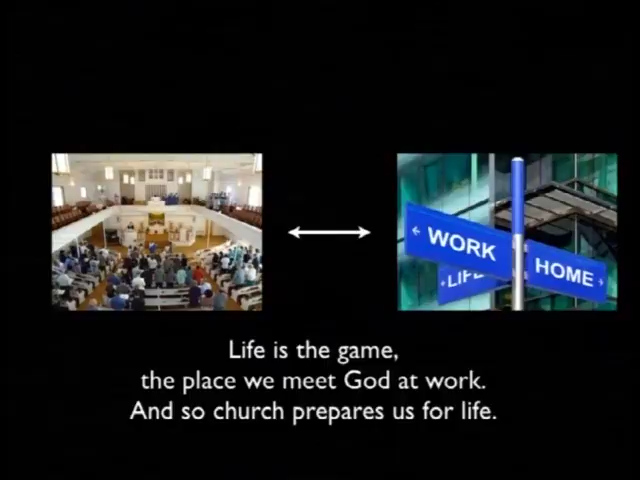 ← WORK
←LIFE
HOME →
Life is the game,
the place we meet God at work.
And so church prepares us for life.